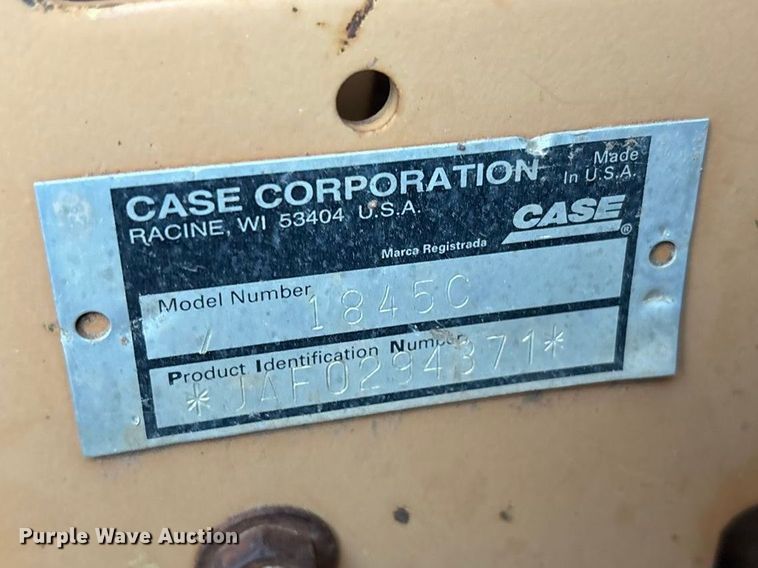 CASE CORPORATION
RACINE, WI 53404 U.S.A.
Made
In U.S.A.
CASE®
Marca Registrada
Model Number 1845C
Product Identification Number
*JAF0294371*
Purple Wave Auction